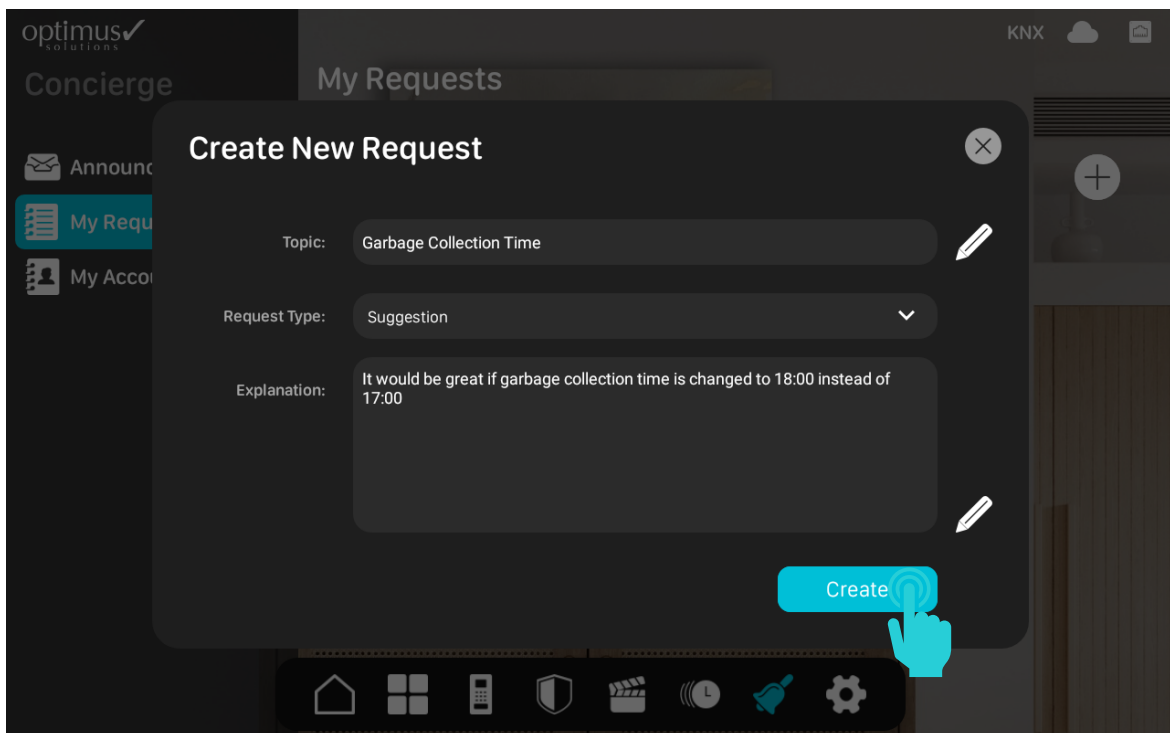 optimus
solutions
KNX
Concierge
My Requests
Create New Request
Announc
My Requ
My Accou
Topic:
Garbage Collection Time
Request Type:
Suggestion
Explanation:
It would be great if garbage collection time is changed to 18:00 instead of
17:00
Create
L